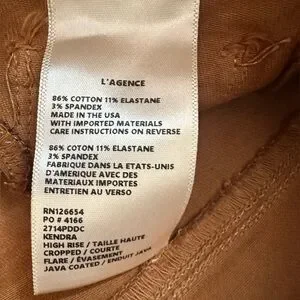 L'AGENCE
86% COTTON 11% ELASTANE
3% SPANDEX
MADE IN THE USA
WITH IMPORTED MATERIALS
CARE INSTRUCTIONS ON REVERSE
86% COTTON 11% ELASTANE
3% SPANDEX
FABRIQUE DANS LA ETATS-UNIS
D'AMERIQUE AVEC DES
MATERIAUX IMPORTES
ENTRETIEN AU VERSO
RN126654
PO # 4166
2714PDDC
KENDRA
HIGH RISE / TAILLE HAUTE
CROPPED / COURTE
FLARE / ÉVASEMENT
JAVA COATED / ENDUIT JAVA